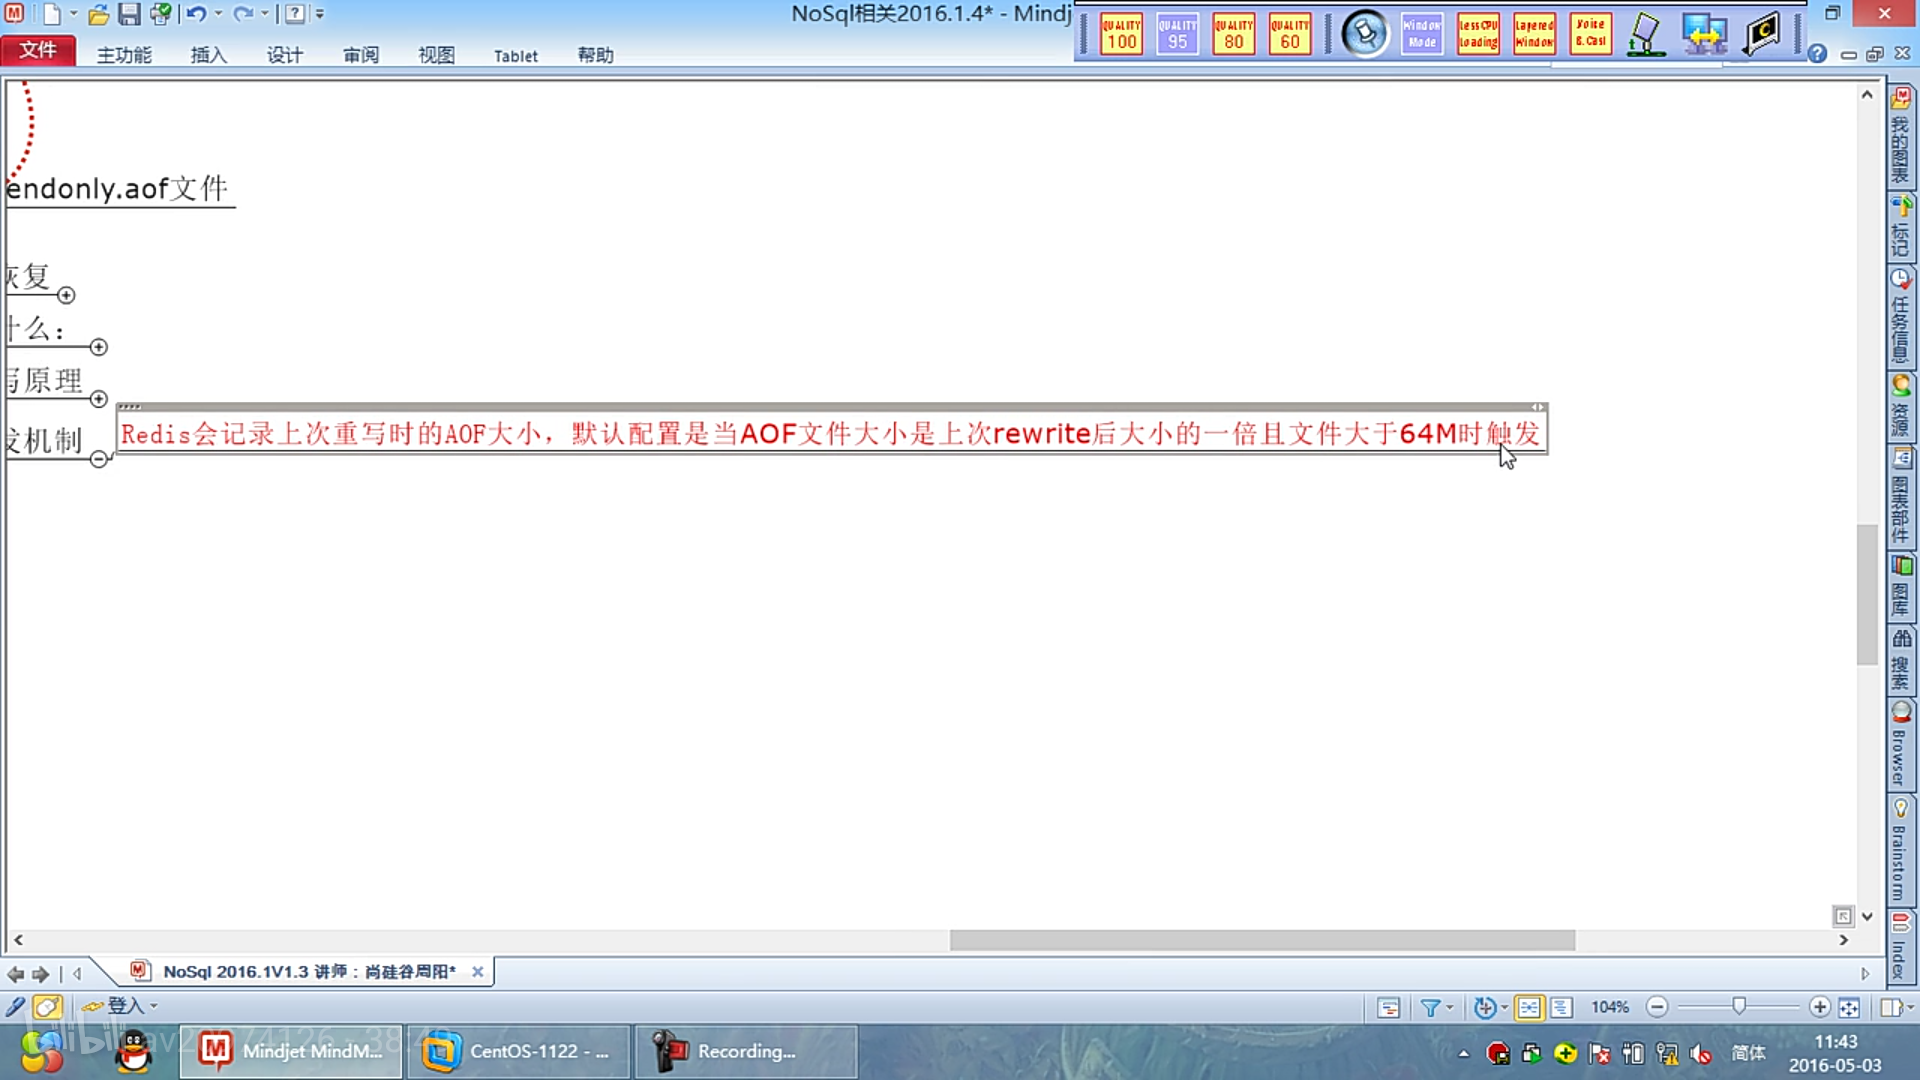 NoSql相关2016.1.4* - Mindj
QUALITY 100
QUALITY 95
QUALITY 80
QUALITY 60
Window Mode
LessCPU Loading
Layered Window
文件
主功能
插入
设计
审阅
视图
Tablet
帮助
endonly.aof文件
恢复
什么：
写原理
发机制
Redis会记录上次重写时的AOF大小，默认配置是当AOF文件大小是上次rewrite后大小的一倍且文件大于64M时触发
我的图表
标记
任务信息
资源
图表部件
图库
搜索
Browser
Brainstorm
Index
NoSql 2016.1V1.3 讲师：尚硅谷周阳*
登入
104%
Mindjet MindM...
CentOS-1122 - ...
Recording...
简体
11:43
2016-05-03